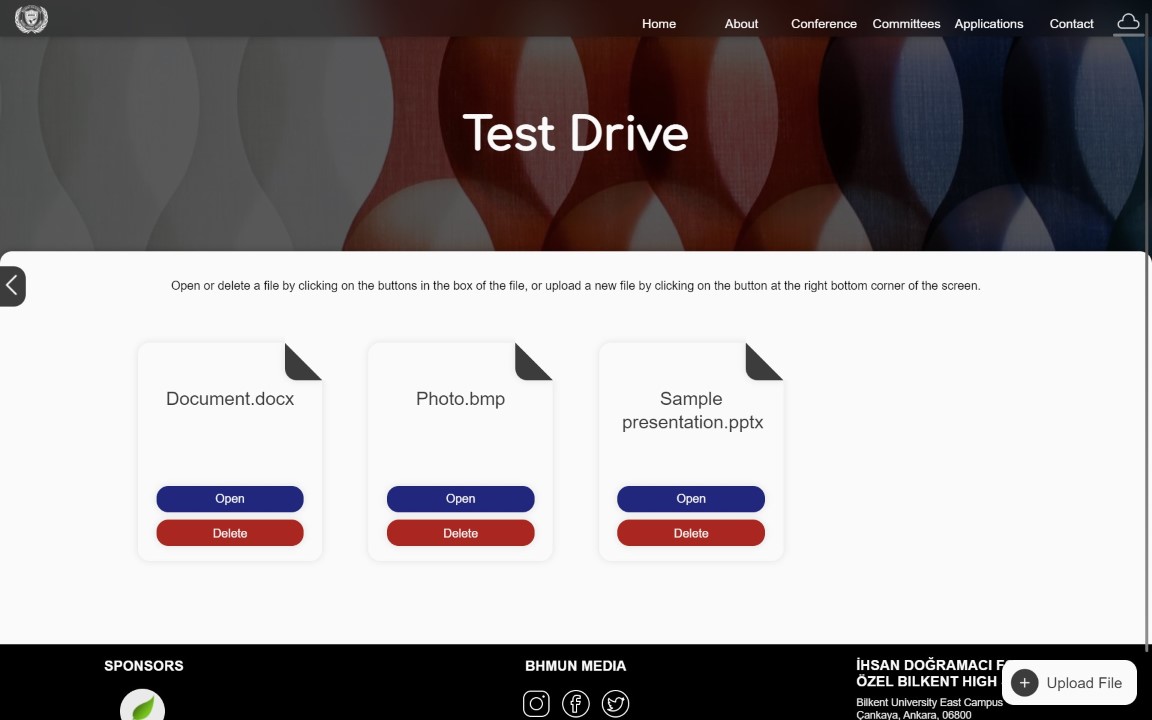 Home About Conference Committees Applications Contact
Test Drive
Open or delete a file by clicking on the buttons in the box of the file, or upload a new file by clicking on the button at the right bottom corner of the screen.
Document.docx
Open
Delete
Photo.bmp
Open
Delete
Sample
presentation.pptx
Open
Delete
SPONSORS
BHMUN MEDIA
İHSAN DOĞRAMACI
ÖZEL BILKENT HIGH
Bilkent University East Campus
Çankaya, Ankara, 06800
Upload File